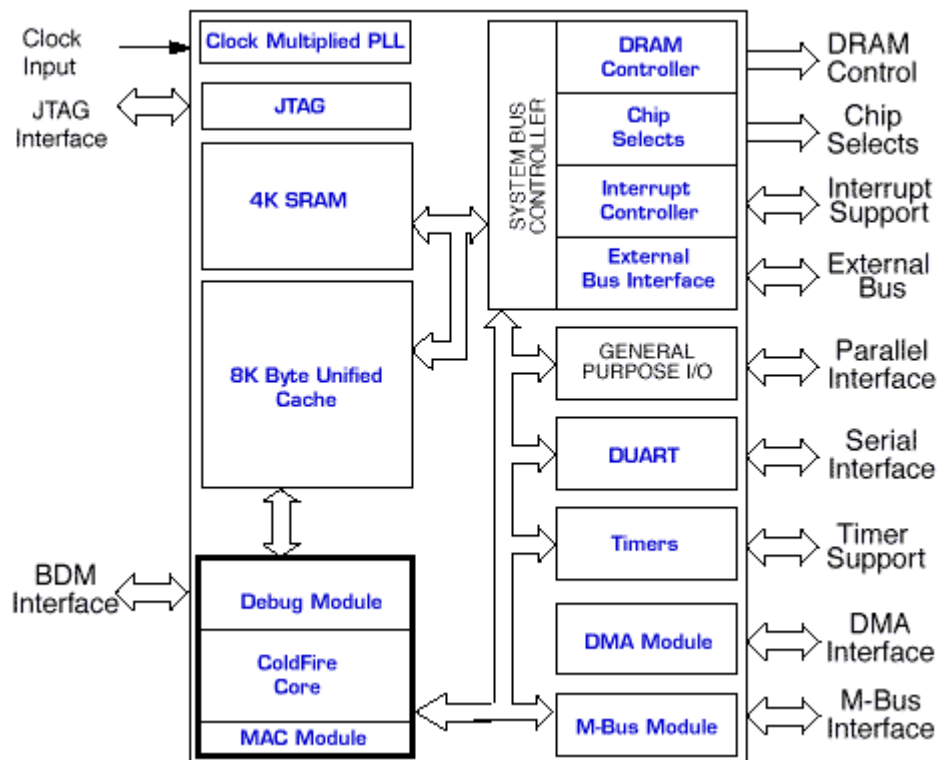 Clock
Input
JTAG
Interface
BDM
Interface
Clock Multiplied PLL
JTAG
4K SRAM
8K Byte Unified
Cache
Debug Module
ColdFire
Core
MAC Module
SYSTEM BUS
CONTROLLER
DRAM
Controller
Chip
Selects
Interrupt
Controller
External
Bus Interface
GENERAL
PURPOSE I/O
DUART
Timers
DMA Module
M-Bus Module
DRAM
Control
Chip
Selects
Interrupt
Support
External
Bus
Parallel
Interface
Serial
Interface
Timer
Support
DMA
Interface
M-Bus
Interface